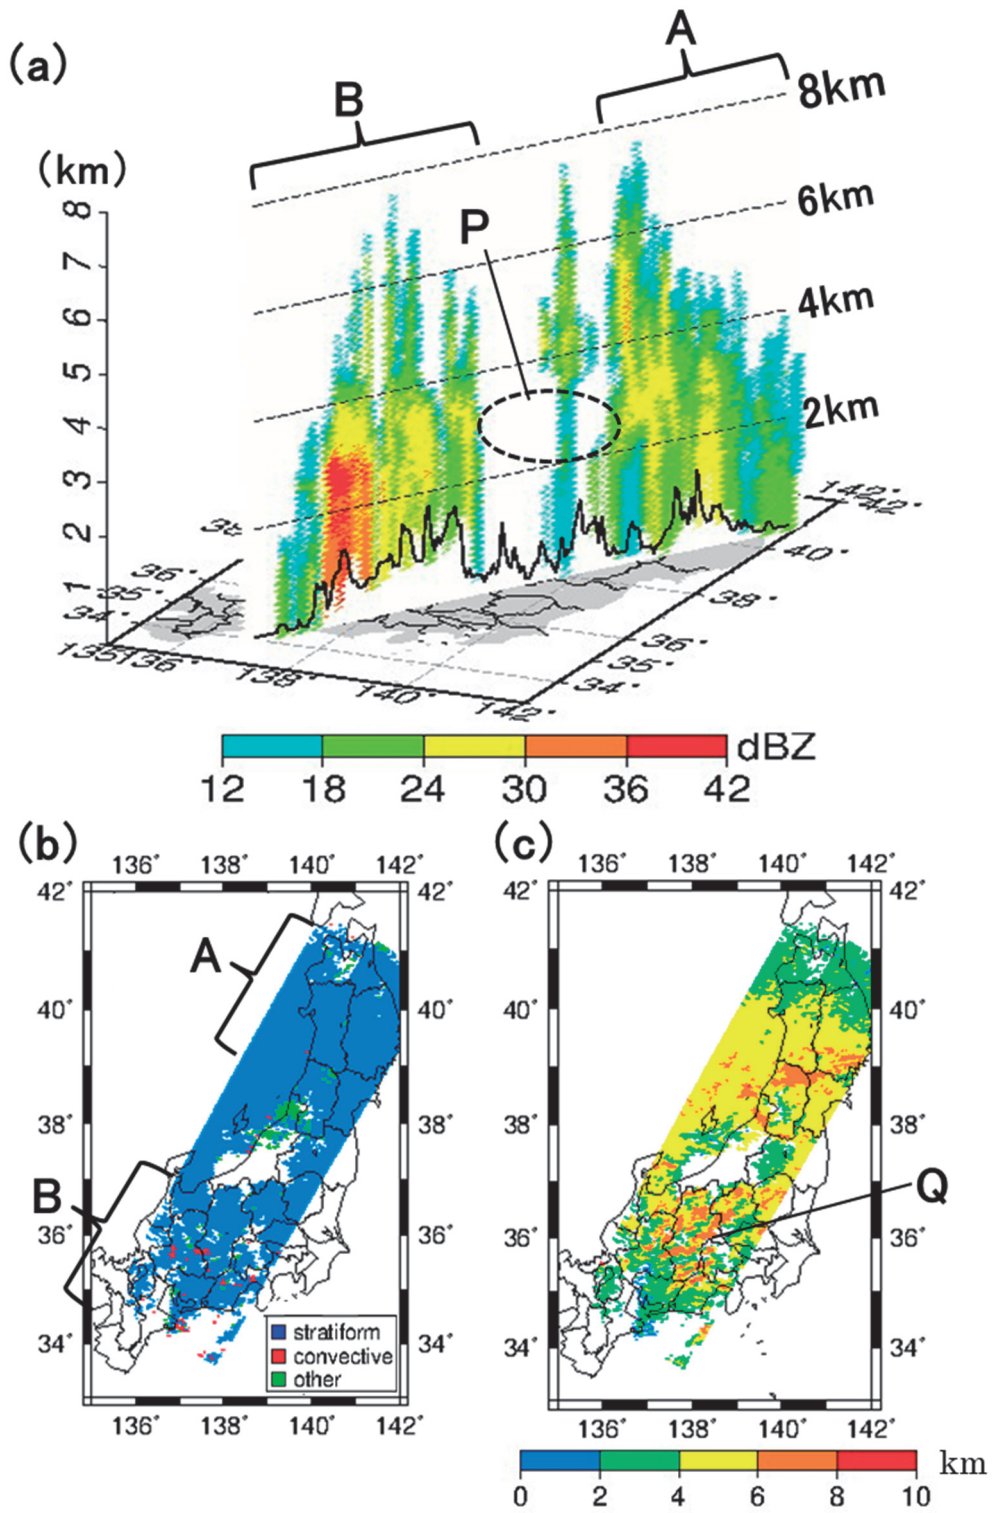 (a)
A
B
8km
(km)
P
6km
4km
2km
8
7
6
5
4
3
2
1
36°
35°
34°
135°
136°
138°
140°
142°
142°
42°
40°
38°
36°
35°
34°
dBZ
12 18 24 30 36 42
(b)
136° 138° 140° 142°
42° 42°
A
40° 40°
38° 38°
B
36° 36°
34° 34°
stratiform
convective
other
136° 138° 140° 142°
(c)
136° 138° 140° 142°
42° 42°
40° 40°
38° 38°
Q
36° 36°
34° 34°
136° 138° 140° 142°
km
0 2 4 6 8 10